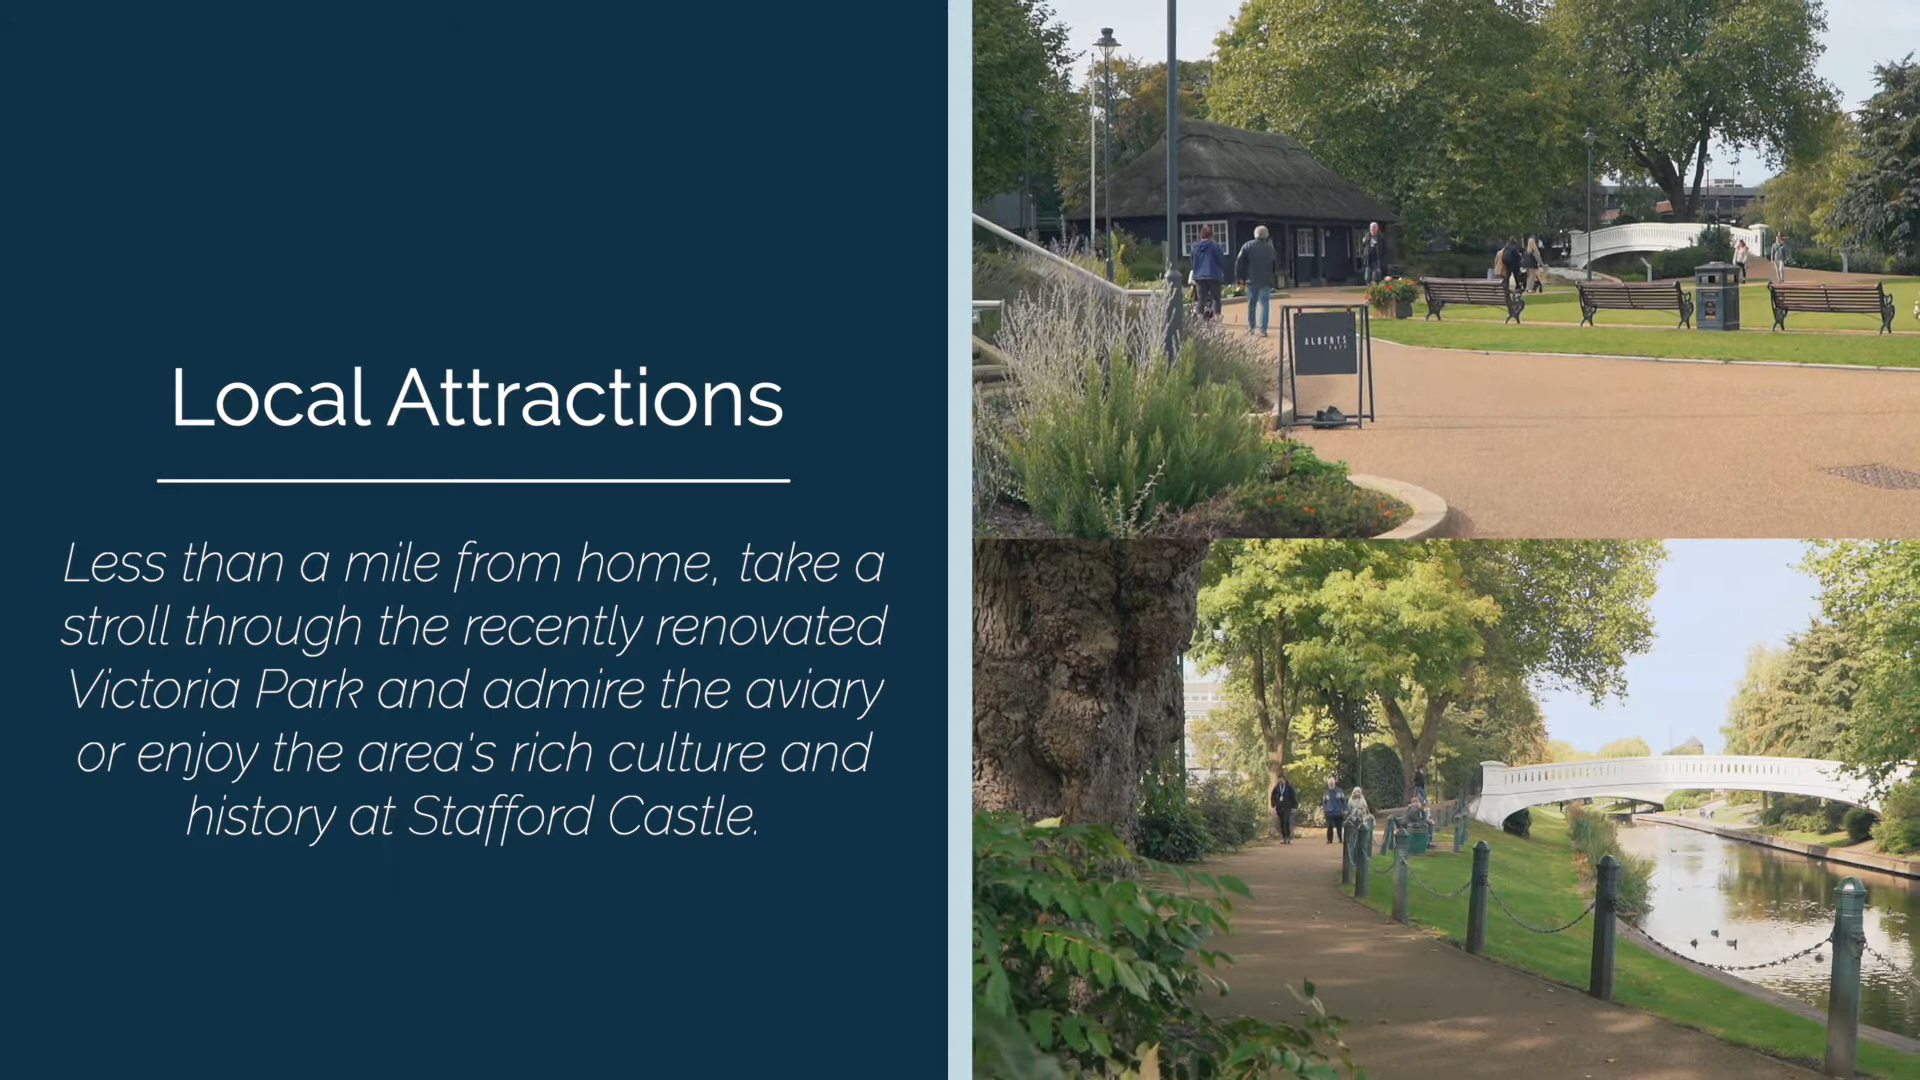 Local Attractions
Less than a mile from home, take a
stroll through the recently renovated
Victoria Park and admire the aviary
or enjoy the area's rich culture and
history at Stafford Castle.
ALBERTS